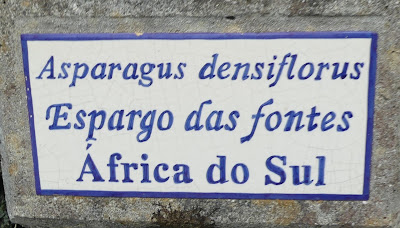 Asparagus densiflorus
Espargo das fontes
África do Sul